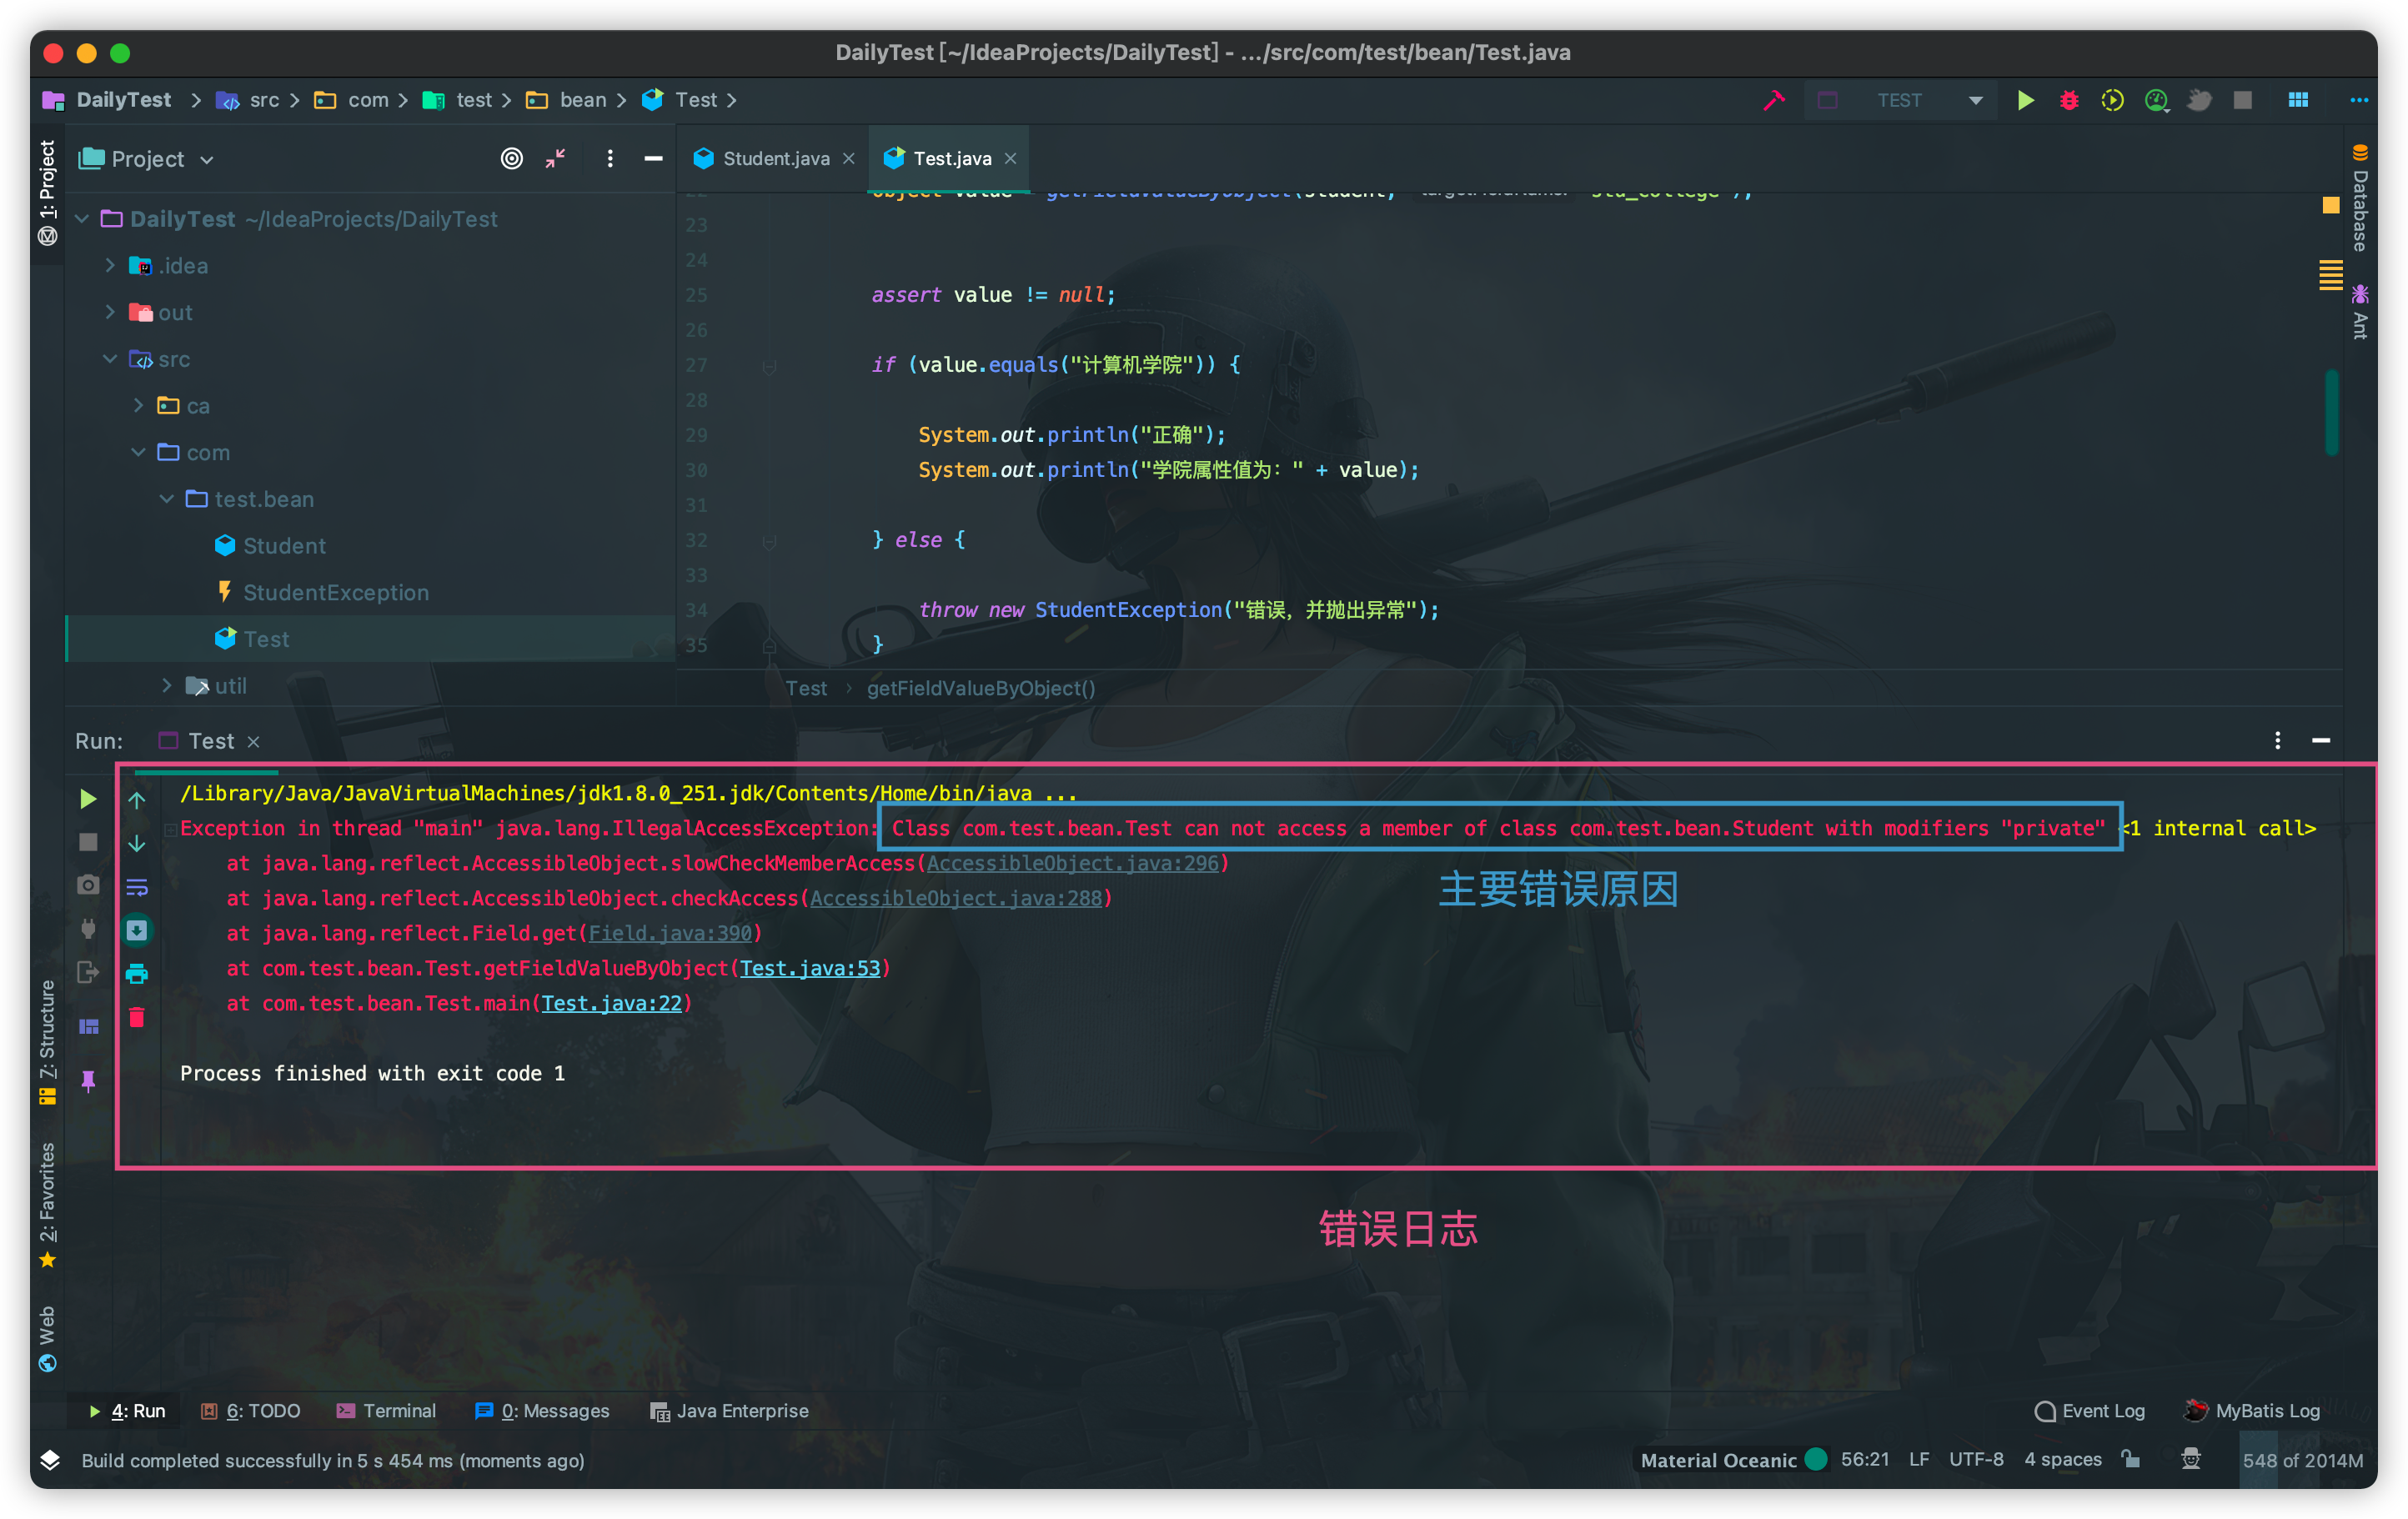 DailyTest [~/IdeaProjects/DailyTest] - .../src/com/test/bean/Test.java
DailyTest > src > com > test > bean > Test >
TEST
1: Project
Project
Student.java
Test.java
DailyTest ~/IdeaProjects/DailyTest
.idea
out
src
ca
com
test.bean
Student
StudentException
Test
util
23
24
25 assert value != null;
26
27 if (value.equals("计算机学院")) {
28
29 System.out.println("正确");
30 System.out.println("学院属性值为：" + value);
31
32 } else {
33
34 throw new StudentException("错误，并抛出异常");
35 }
Test > getFieldValueByObject()
Database
Ant
Run: Test
/Library/Java/JavaVirtualMachines/jdk1.8.0_251.jdk/Contents/Home/bin/java ...
Exception in thread "main" java.lang.IllegalAccessException: Class com.test.bean.Test can not access a member of class com.test.bean.Student with modifiers "private" <1 internal call>
at java.lang.reflect.AccessibleObject.slowCheckMemberAccess(AccessibleObject.java:296)
at java.lang.reflect.AccessibleObject.checkAccess(AccessibleObject.java:288)
at java.lang.reflect.Field.get(Field.java:390)
at com.test.bean.Test.getFieldValueByObject(Test.java:53)
at com.test.bean.Test.main(Test.java:22)
主要错误原因
Process finished with exit code 1
错误日志
7: Structure
2: Favorites
Web
4: Run
6: TODO
Terminal
0: Messages
Java Enterprise
Event Log
MyBatis Log
Build completed successfully in 5 s 454 ms (moments ago)
Material Oceanic
56:21
LF
UTF-8
4 spaces
548 of 2014M